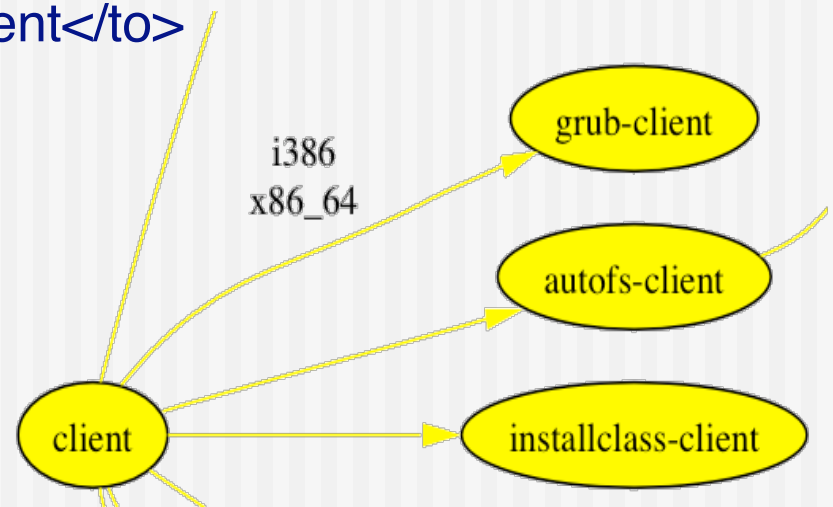 ent</to>
i386
x86_64
grub-client
autofs-client
client
installclass-client